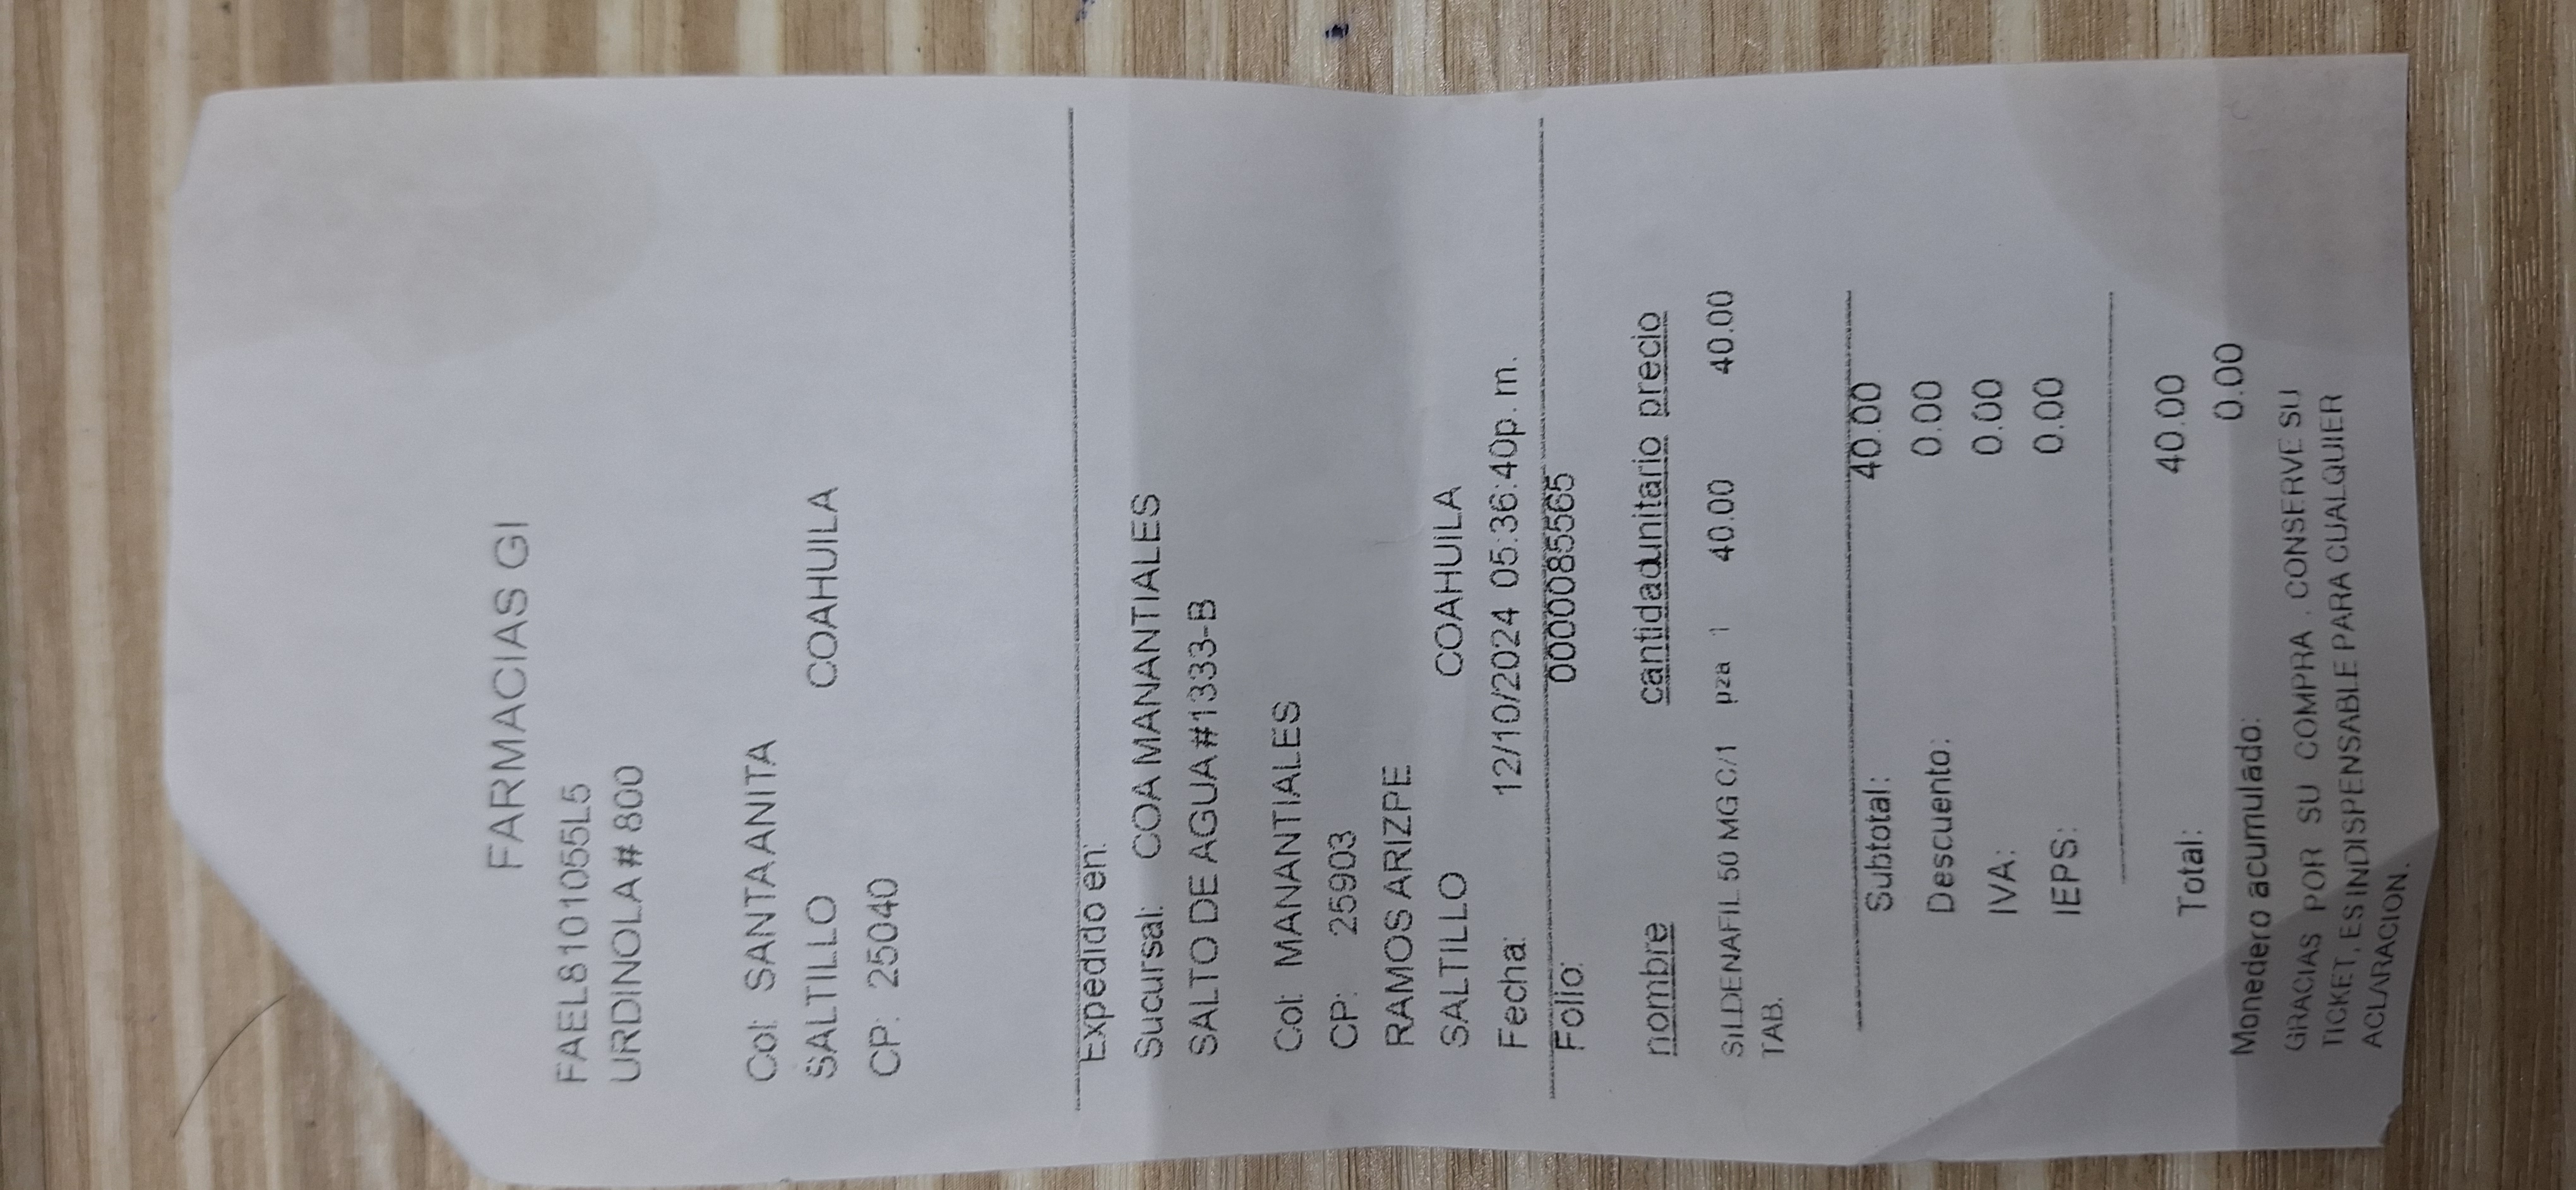 FARMACIAS GI
FAEL8101055L5
URDINOLA # 800
Col: SANTA ANITA
SALTILLO COAHUILA
CP: 25040
Expedido en:
Sucursal: COA MANANTIALES
SALTO DE AGUA #1333-B
Col: MANANTIALES
CP: 25903
RAMOS ARIZPE
SALTILLO COAHUILA
Fecha: 12/10/2024 05:36:40p. m.
Folio: 0000085565
nombre cantidad unitario precio
SILDENAFIL 50 MG C/1 pza 1 40.00 40.00
TAB.
Subtotal: 40.00
Descuento: 0.00
IVA: 0.00
IEPS: 0.00
Total: 40.00
Monedero acumulado: 0.00
GRACIAS POR SU COMPRA . CONSERVE SU
TICKET, ES INDISPENSABLE PARA CUALQUIER
ACLARACION.